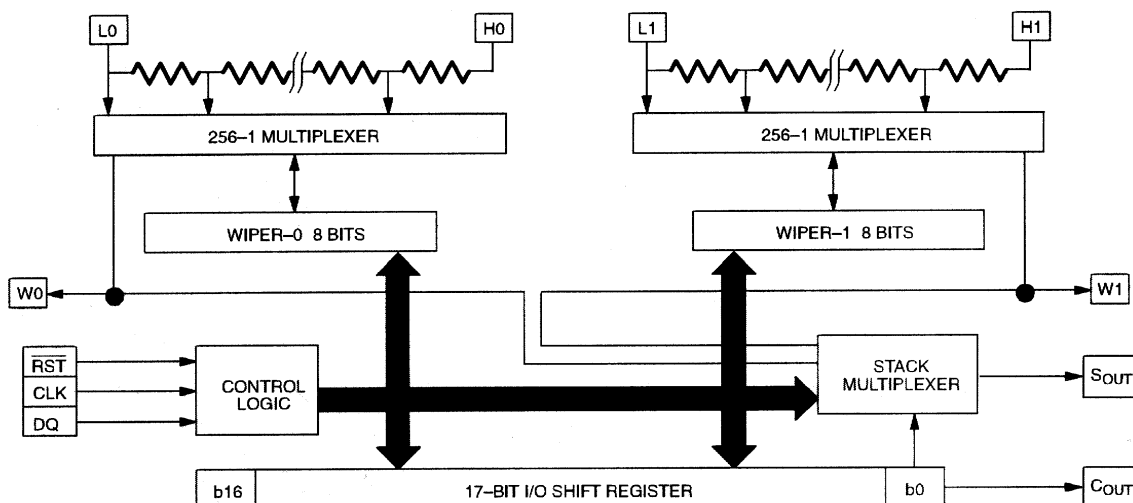 L0
H0
L1
H1
256–1 MULTIPLEXER
256–1 MULTIPLEXER
WIPER–0 8 BITS
WIPER–1 8 BITS
W0
W1
RST
CLK
DQ
CONTROL
LOGIC
STACK
MULTIPLEXER
SOUT
b16
17–BIT I/O SHIFT REGISTER
b0
COUT